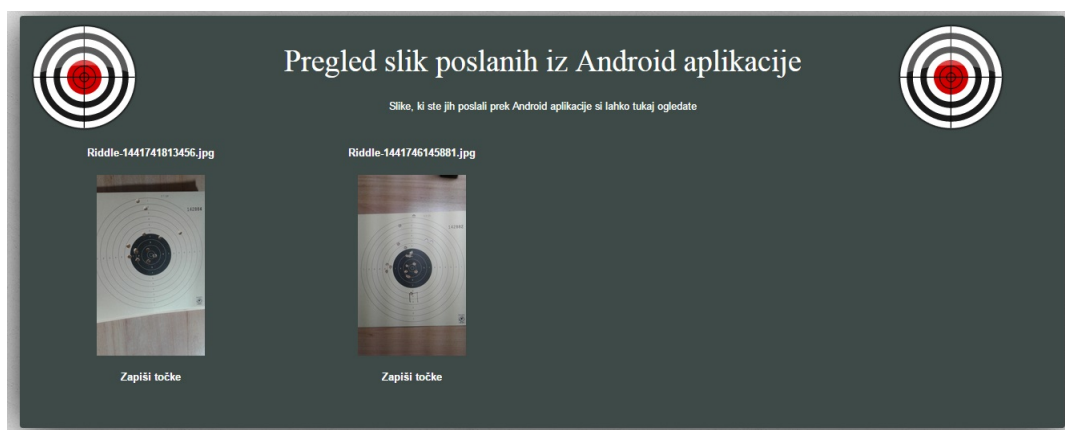 Pregled slik poslanih iz Android aplikacije
Slike, ki ste jih poslali prek Android aplikacije si lahko tukaj ogledate
Riddle-1441741813456.jpg
Riddle-1441746145881.jpg
Zapiši točke
Zapiši točke